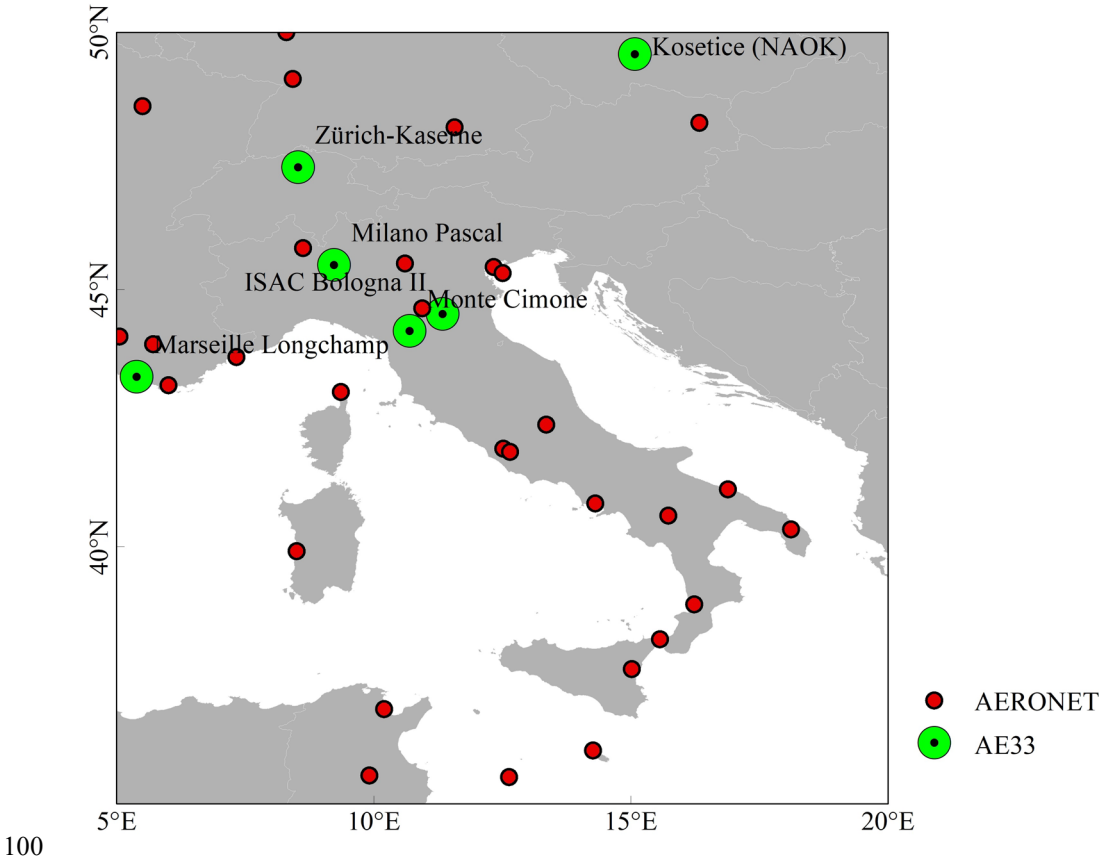 50°N
Kosetice (NAOK)
Zürich-Kaserne
Milano Pascal
ISAC Bologna II
45°N
Monte Cimone
Marseille Longchamp
40°N
AERONET
AE33
5°E
10°E
15°E
20°E
100